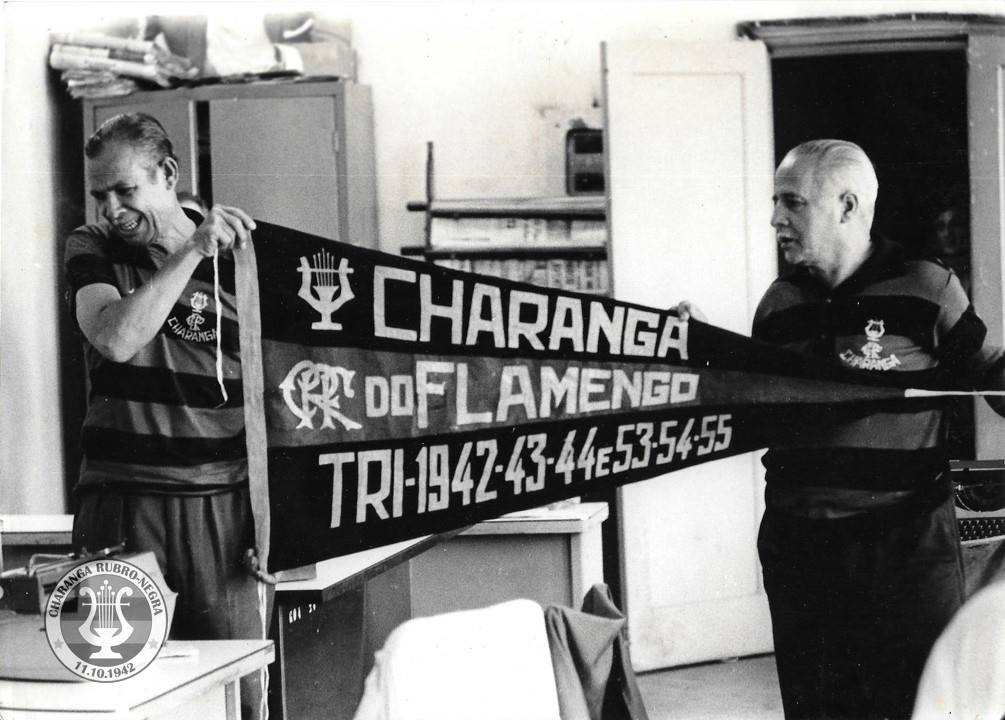 CHARANGA
CRF DO FLAMENGO
TRI-1942-43-44 E 53-54-55
CHARANGA
CHARANGA
CHARANGA RUBRO-NEGRA
11.10.1942